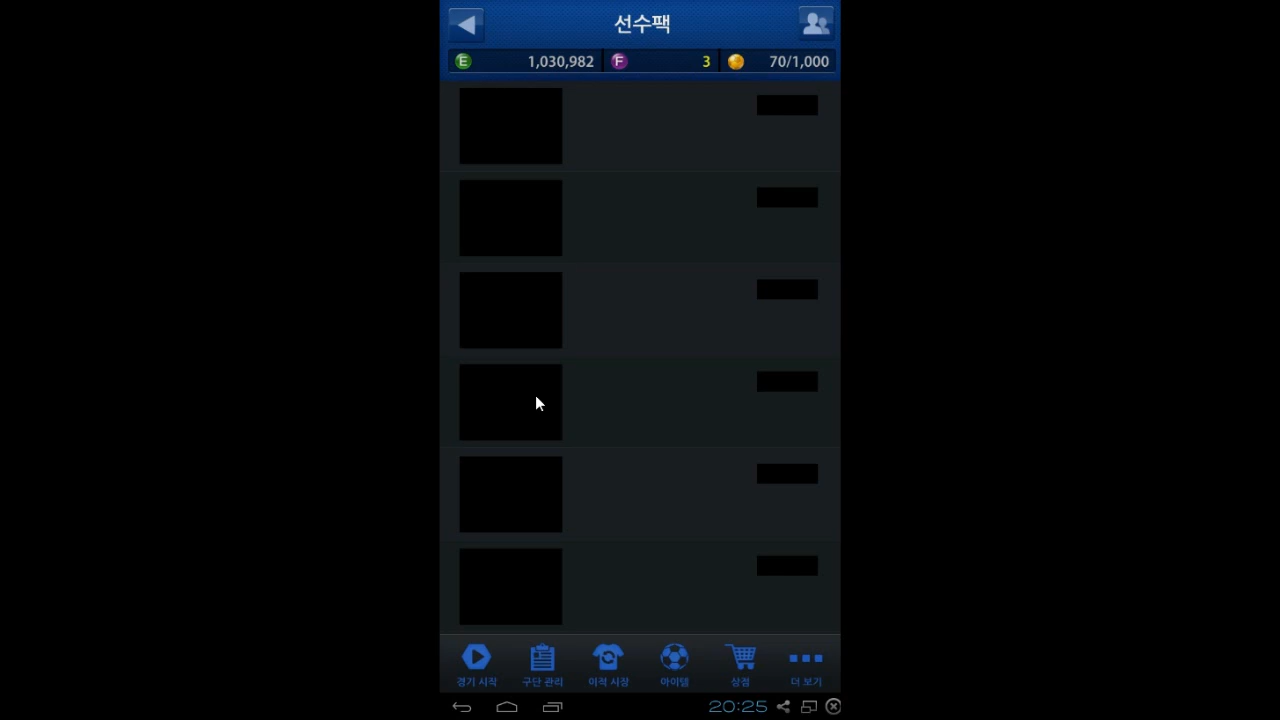 선수팩
E 1,030,982 F 3 70/1,000
경기 시작 구단 관리 이적 시장 아이템 상점 더 보기
20:25